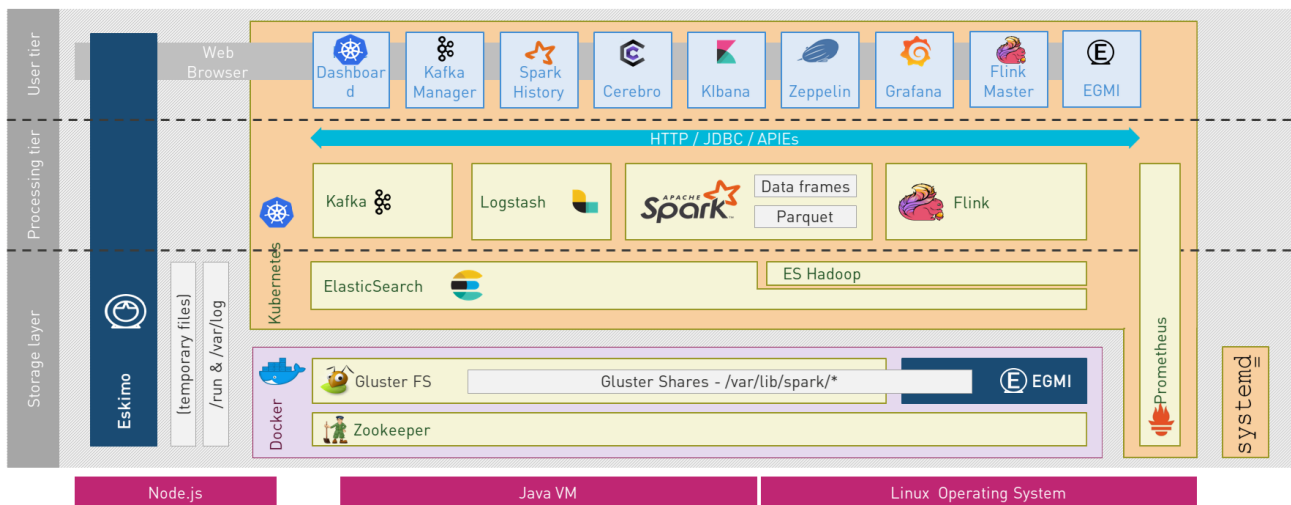 User tier
Web
Browser
Dashboar
d
Kafka
Manager
Spark
History
Cerebro
KIbana
Zeppelin
Grafana
Flink
Master
E
EGMI
HTTP / JDBC / APIEs
Processing tier
Kafka
Logstash
APACHE
Spark
Data frames
Parquet
Flink
Kubernetes
ElasticSearch
ES Hadoop
Storage layer
Eskimo
(temporary files)
/run & /var/log
Docker
Gluster FS
Gluster Shares - /var/lib/spark/*
E EGMI
Zookeeper
Prometheus
systemd
Node.js
Java VM
Linux Operating System